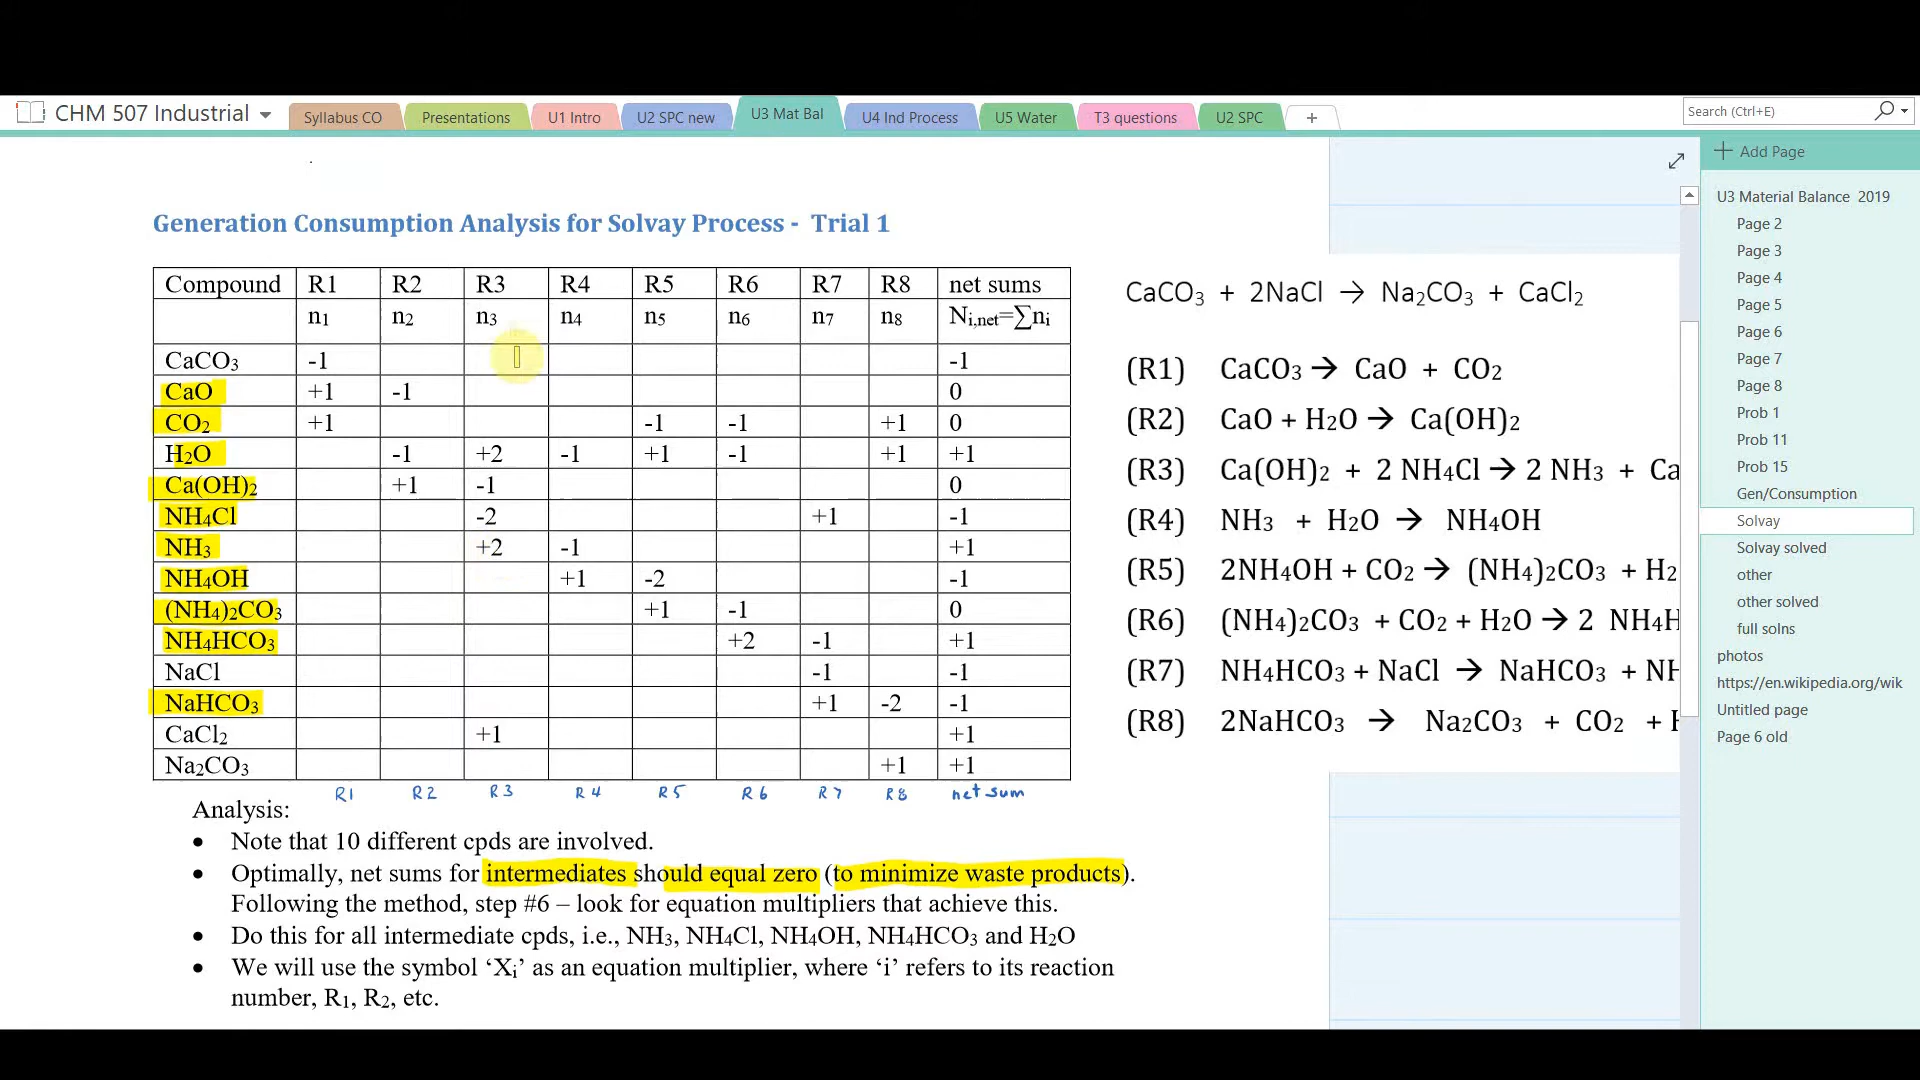 CHM 507 Industrial
Syllabus CO
Presentations
U1 Intro
U2 SPC new
U3 Mat Bal
U4 Ind Process
U5 Water
T3 questions
U2 SPC
+
Search (Ctrl+E)
Generation Consumption Analysis for Solvay Process - Trial 1
Compound R1 R2 R3 R4 R5 R6 R7 R8 net sums
n₁ n₂ n₃ n₄ n₅ n₆ n₇ n₈ Nᵢ,net=∑nᵢ
CaCO₃ -1 -1
CaO +1 -1 0
CO₂ +1 -1 -1 +1 0
H₂O -1 +2 -1 +1 -1 +1 +1
Ca(OH)₂ +1 -1 0
NH₄Cl -2 +1 -1
NH₃ +2 -1 +1
NH₄OH +1 -2 -1
(NH₄)₂CO₃ +1 -1 0
NH₄HCO₃ +2 -1 +1
NaCl -1 -1
NaHCO₃ +1 -2 -1
CaCl₂ +1 +1
Na₂CO₃ +1 +1
R1 R2 R3 R4 R5 R6 R7 R8 net sum
Analysis:
• Note that 10 different cpds are involved.
• Optimally, net sums for intermediates should equal zero (to minimize waste products).
Following the method, step #6 – look for equation multipliers that achieve this.
• Do this for all intermediate cpds, i.e., NH₃, NH₄Cl, NH₄OH, NH₄HCO₃ and H₂O
• We will use the symbol ‘Xᵢ’ as an equation multiplier, where ‘i’ refers to its reaction
number, R₁, R₂, etc.
CaCO₃ + 2NaCl → Na₂CO₃ + CaCl₂
(R1) CaCO₃ → CaO + CO₂
(R2) CaO + H₂O → Ca(OH)₂
(R3) Ca(OH)₂ + 2 NH₄Cl → 2 NH₃ + Ca
(R4) NH₃ + H₂O → NH₄OH
(R5) 2NH₄OH + CO₂ → (NH₄)₂CO₃ + H₂
(R6) (NH₄)₂CO₃ + CO₂ + H₂O → 2 NH₄H
(R7) NH₄HCO₃ + NaCl → NaHCO₃ + NH
(R8) 2NaHCO₃ → Na₂CO₃ + CO₂ + H
Add Page
U3 Material Balance 2019
Page 2
Page 3
Page 4
Page 5
Page 6
Page 7
Page 8
Prob 1
Prob 11
Prob 15
Gen/Consumption
Solvay
Solvay solved
other
other solved
full solns
photos
https://en.wikipedia.org/wik
Untitled page
Page 6 old